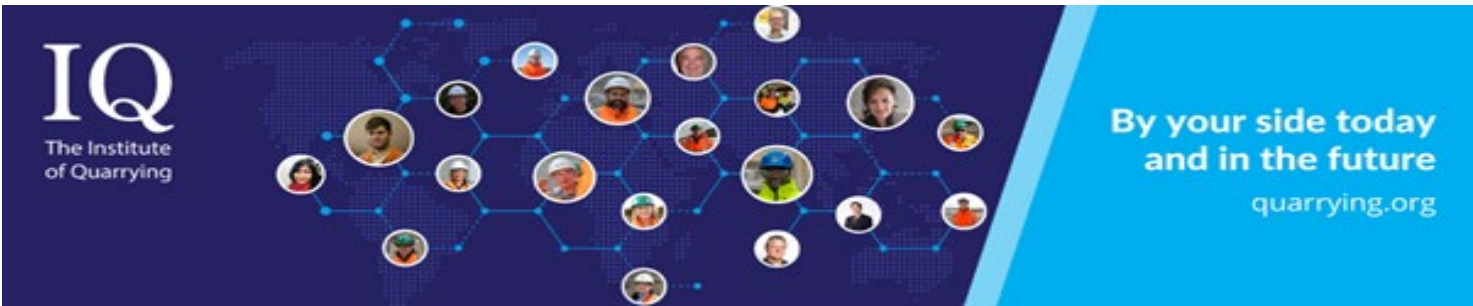 IQ
The Institute
of Quarrying
By your side today
and in the future
quarrying.org